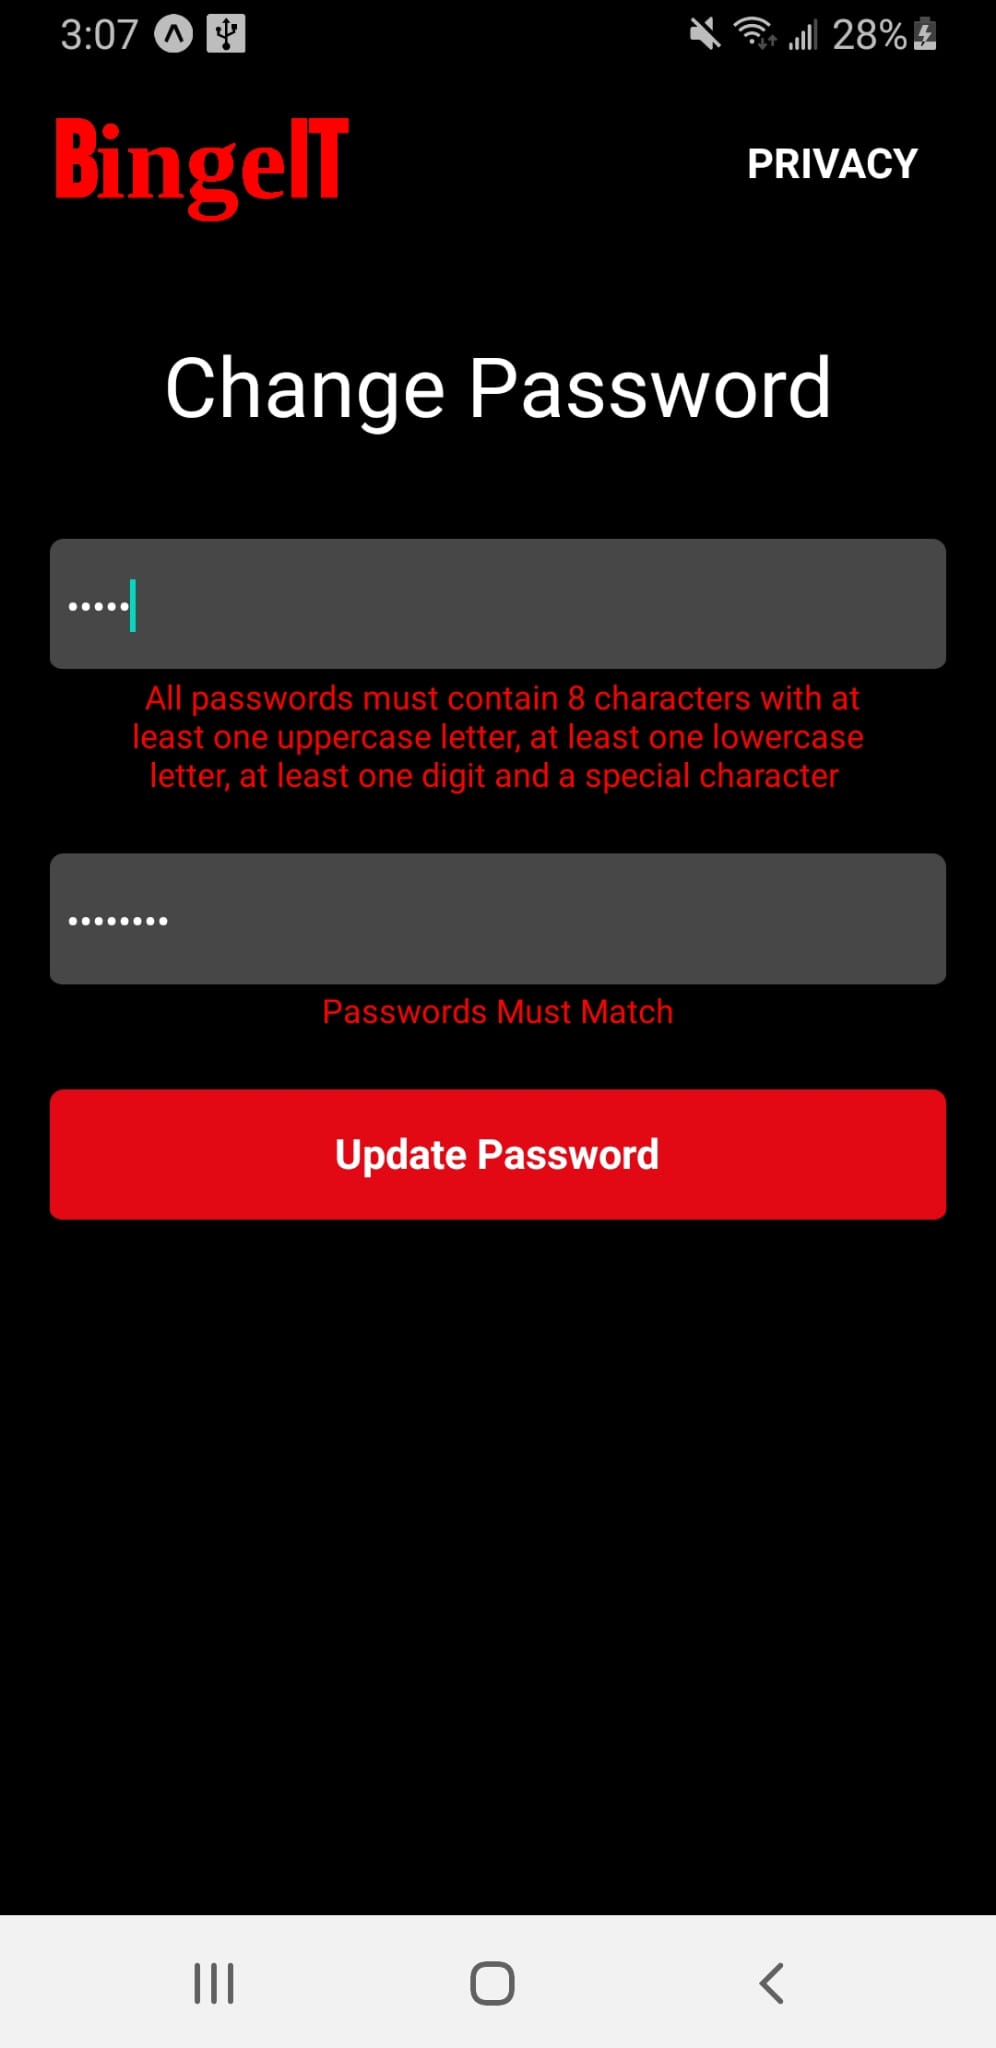 3:07 28%
BingeIT
PRIVACY
Change Password
•••••
All passwords must contain 8 characters with at
least one uppercase letter, at least one lowercase
letter, at least one digit and a special character
••••••••
Passwords Must Match
Update Password